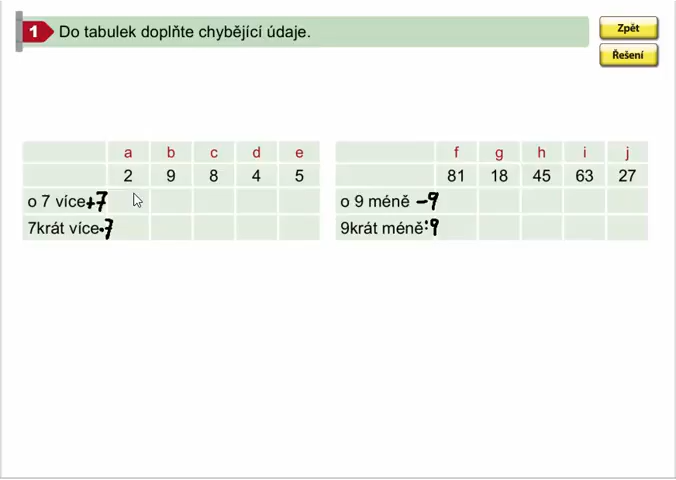 1 Do tabulek doplňte chybějící údaje.
Zpět
Řešení
a b c d e
2 9 8 4 5
o 7 více +7
7krát více ·7
f g h i j
81 18 45 63 27
o 9 méně -9
9krát méně :9